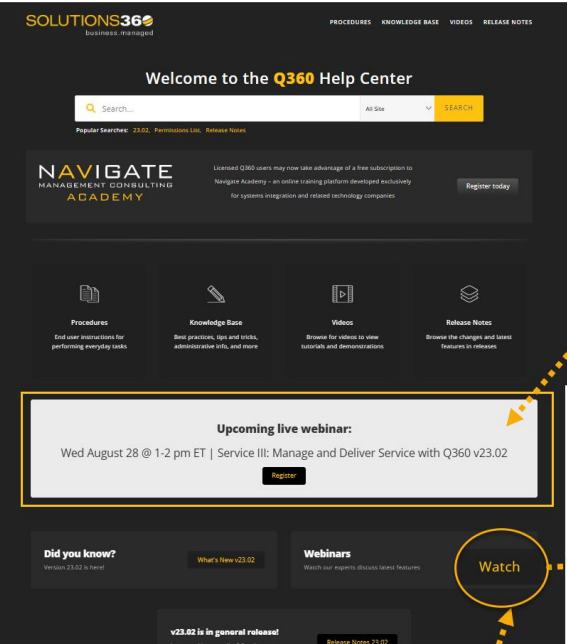 SOLUTIONS360
business.managed
PROCEDURES KNOWLEDGE BASE VIDEOS RELEASE NOTES
Welcome to the Q360 Help Center
Search... All Site SEARCH
Popular Searches: 23.02, Permissions List, Release Notes
NAVIGATE
MANAGEMENT CONSULTING
ACADEMY
Licensed Q360 users may now take advantage of a free subscription to
Navigate Academy – an online training platform developed exclusively
for systems integration and related technology companies
Register today
Procedures
End user instructions for
performing everyday tasks
Knowledge Base
Best practices, tips and tricks,
administrative info, and more
Videos
Browse for videos to view
tutorials and demonstrations
Release Notes
Browse the changes and latest
features in releases
Upcoming live webinar:
Wed August 28 @ 1-2 pm ET | Service III: Manage and Deliver Service with Q360 v23.02
Register
Did you know?
Version 23.02 is here!
What's New v23.02
Webinars
Watch our experts discuss latest features
Watch
v23.02 is in general release!
Release Notes 23.02